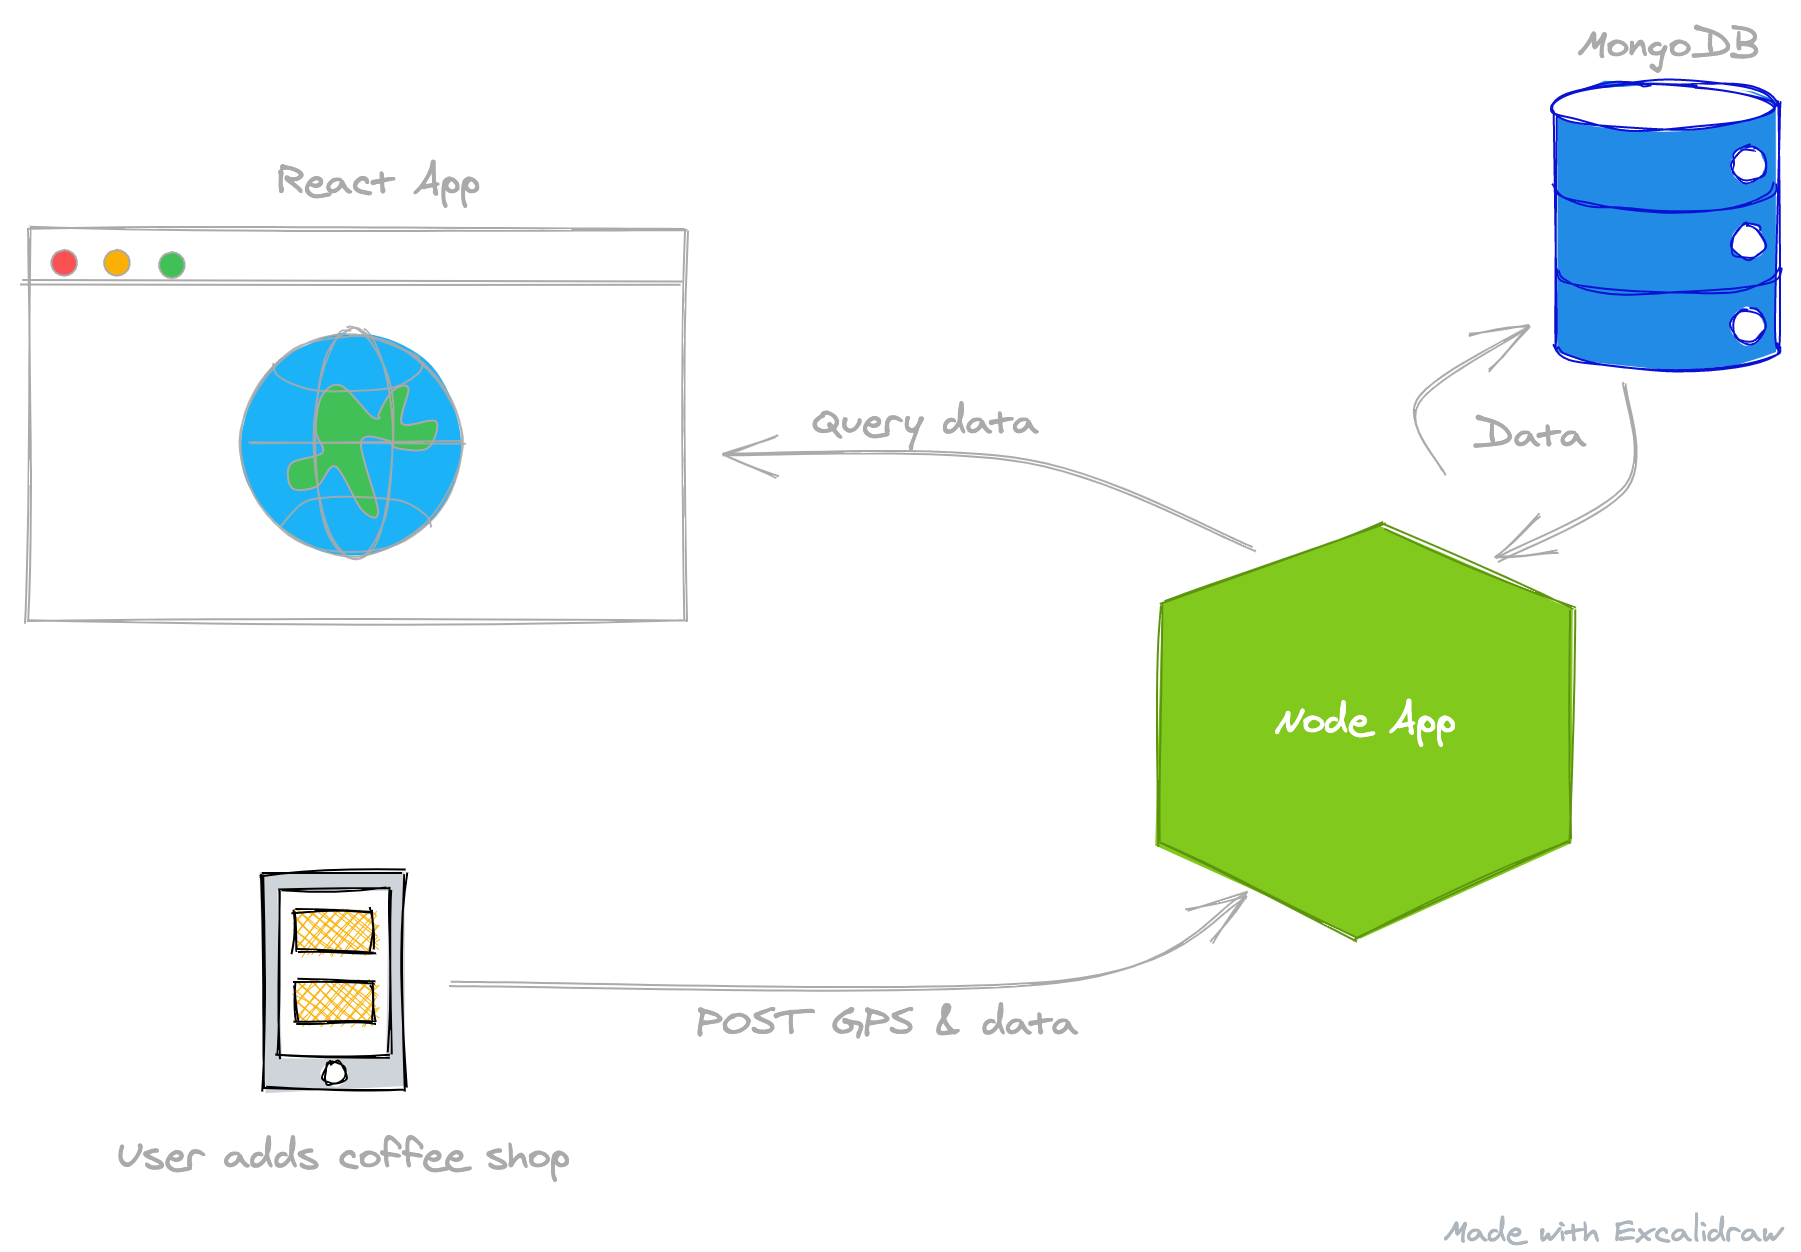 MongoDB
React App
Query data
Data
Node App
POST GPS & data
User adds coffee shop
Made with Excalidraw